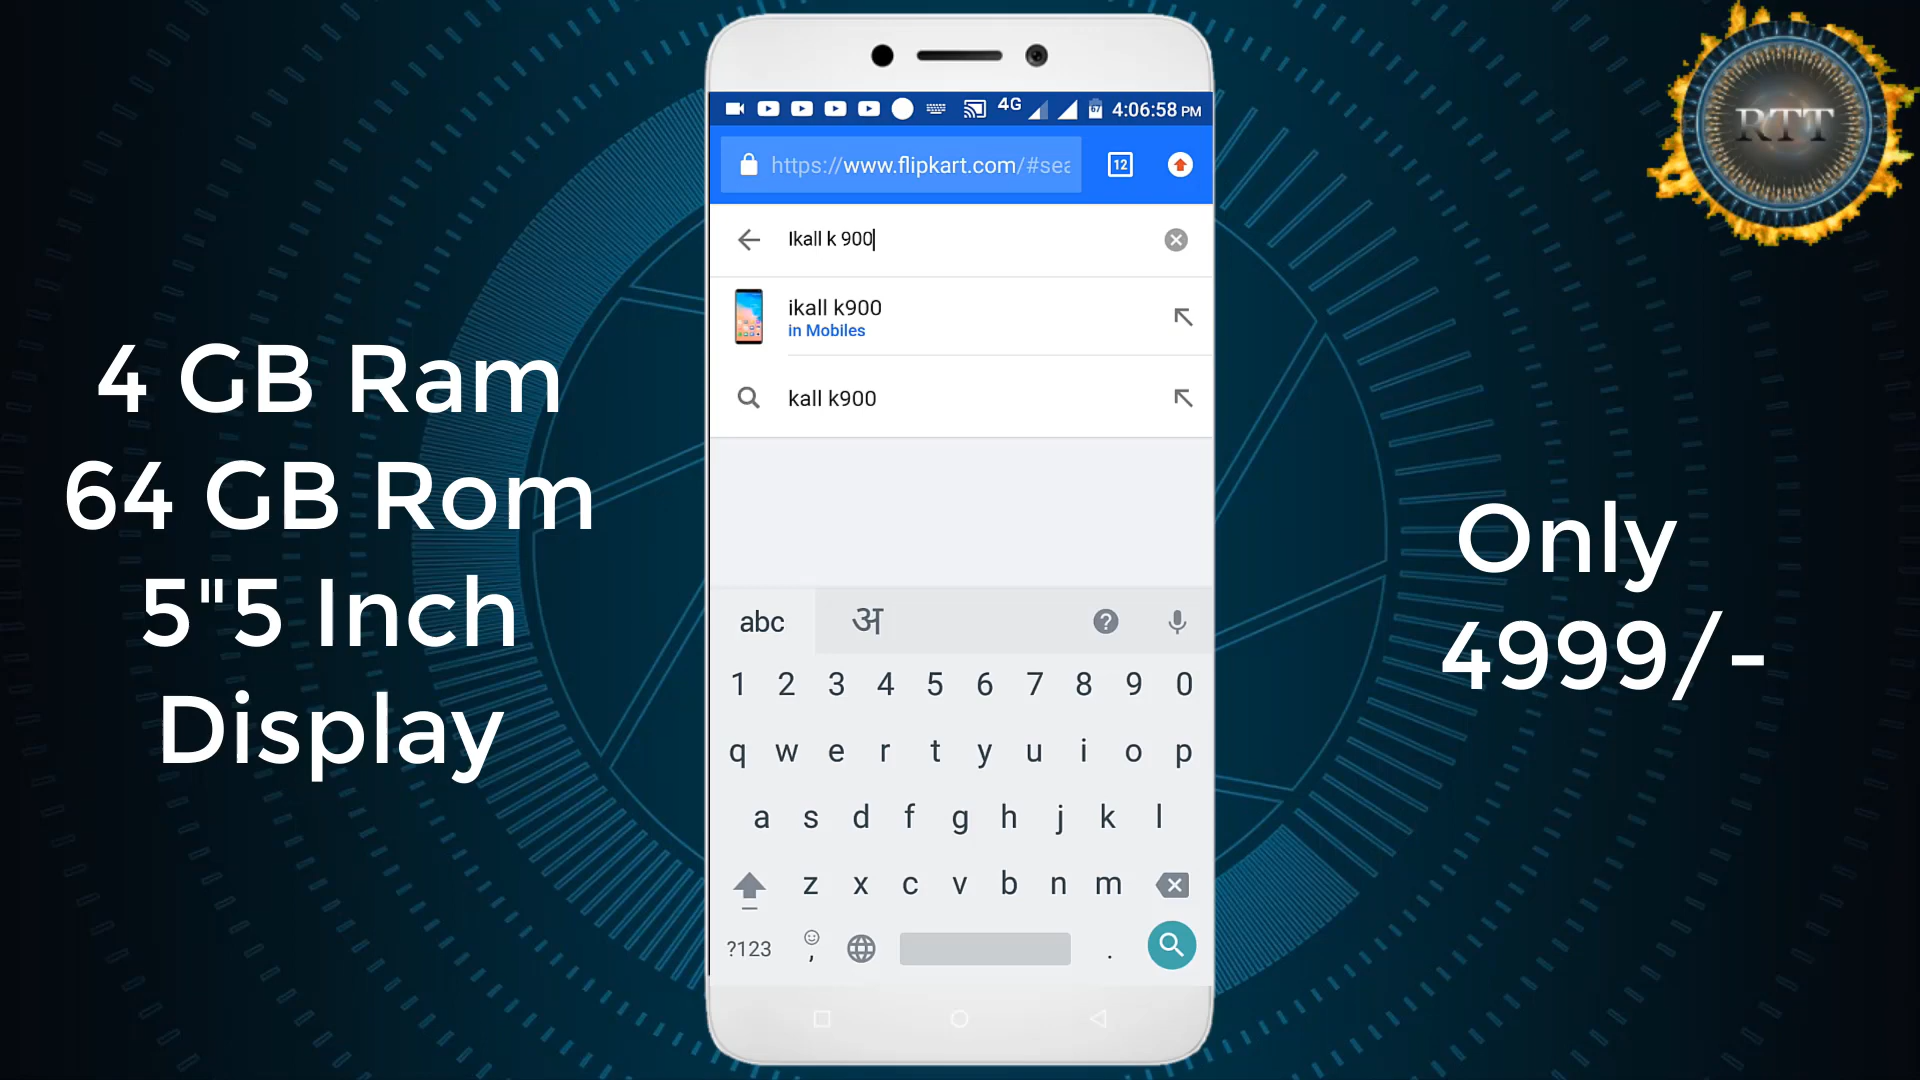 4 GB Ram
64 GB Rom
5"5 Inch
Display
4G
67
4:06:58 PM
https://www.flipkart.com/#sea
12
Ikall k 900
ikall k900
in Mobiles
kall k900
abc
अ
?
1 2 3 4 5 6 7 8 9 0
q w e r t y u i o p
a s d f g h j k l
z x c v b n m
?123 , .
RTT
Only
4999/-